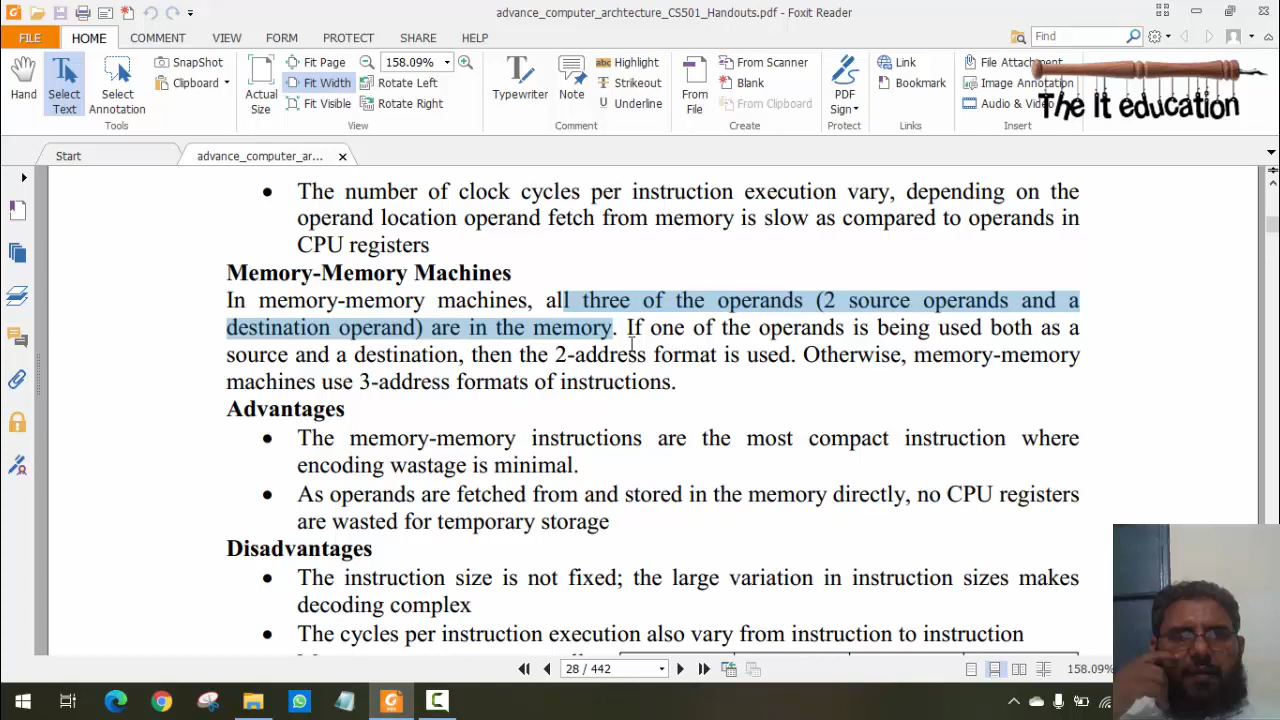 advance_computer_archtecture_CS501_Handouts.pdf - Foxit Reader
FILE HOME COMMENT VIEW FORM PROTECT SHARE HELP Find
Hand
Select Text
Select Annotation
SnapShot
Clipboard
Tools
Actual Size
Fit Page
Fit Width
Fit Visible
158.09%
Rotate Left
Rotate Right
View
Typewriter
Note
Highlight
Strikeout
Underline
Comment
From File
From Scanner
Blank
From Clipboard
Create
PDF Sign
Protect
Link
Bookmark
Links
File Attachment
Image Annotation
Audio & Video
Insert
The It education
Start
advance_computer_ar...
• The number of clock cycles per instruction execution vary, depending on the
operand location operand fetch from memory is slow as compared to operands in
CPU registers
Memory-Memory Machines
In memory-memory machines, all three of the operands (2 source operands and a
destination operand) are in the memory. If one of the operands is being used both as a
source and a destination, then the 2-address format is used. Otherwise, memory-memory
machines use 3-address formats of instructions.
Advantages
• The memory-memory instructions are the most compact instruction where
encoding wastage is minimal.
• As operands are fetched from and stored in the memory directly, no CPU registers
are wasted for temporary storage
Disadvantages
• The instruction size is not fixed; the large variation in instruction sizes makes
decoding complex
• The cycles per instruction execution also vary from instruction to instruction
28 / 442
158.09%